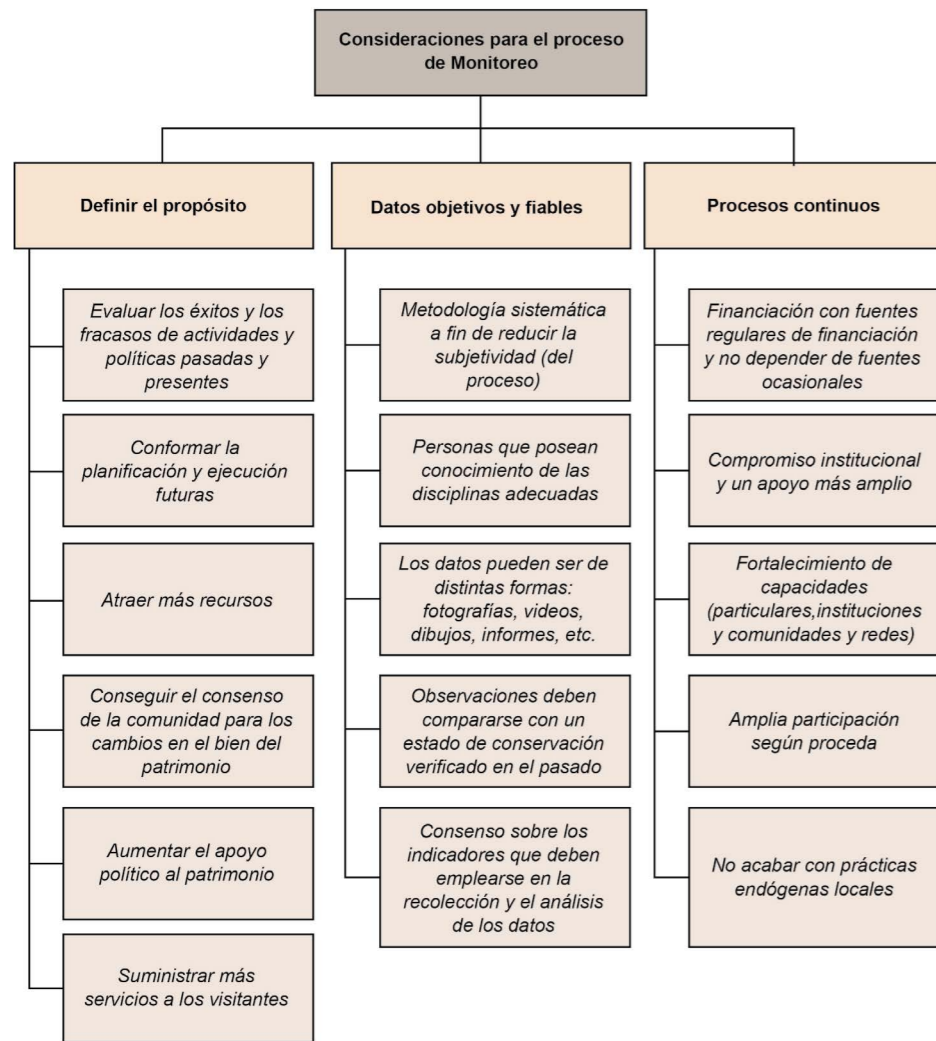 Consideraciones para el proceso
de Monitoreo
Definir el propósito
Evaluar los éxitos y los
fracasos de actividades y
políticas pasadas y
presentes
Conformar la
planificación y ejecución
futuras
Atraer más recursos
Conseguir el consenso
de la comunidad para los
cambios en el bien del
patrimonio
Aumentar el apoyo
político al patrimonio
Suministrar más
servicios a los visitantes
Datos objetivos y fiables
Metodología sistemática
a fin de reducir la
subjetividad (del
proceso)
Personas que posean
conocimiento de las
disciplinas adecuadas
Los datos pueden ser de
distintas formas:
fotografías, videos,
dibujos, informes, etc.
Observaciones deben
compararse con un
estado de conservación
verificado en el pasado
Consenso sobre los
indicadores que deben
emplearse en la
recolección y el análisis
de los datos
Procesos continuos
Financiación con fuentes
regulares de financiación
y no depender de fuentes
ocasionales
Compromiso institucional
y un apoyo más amplio
Fortalecimiento de
capacidades
(particulares,instituciones
y comunidades y redes)
Amplia participación
según proceda
No acabar con prácticas
endógenas locales